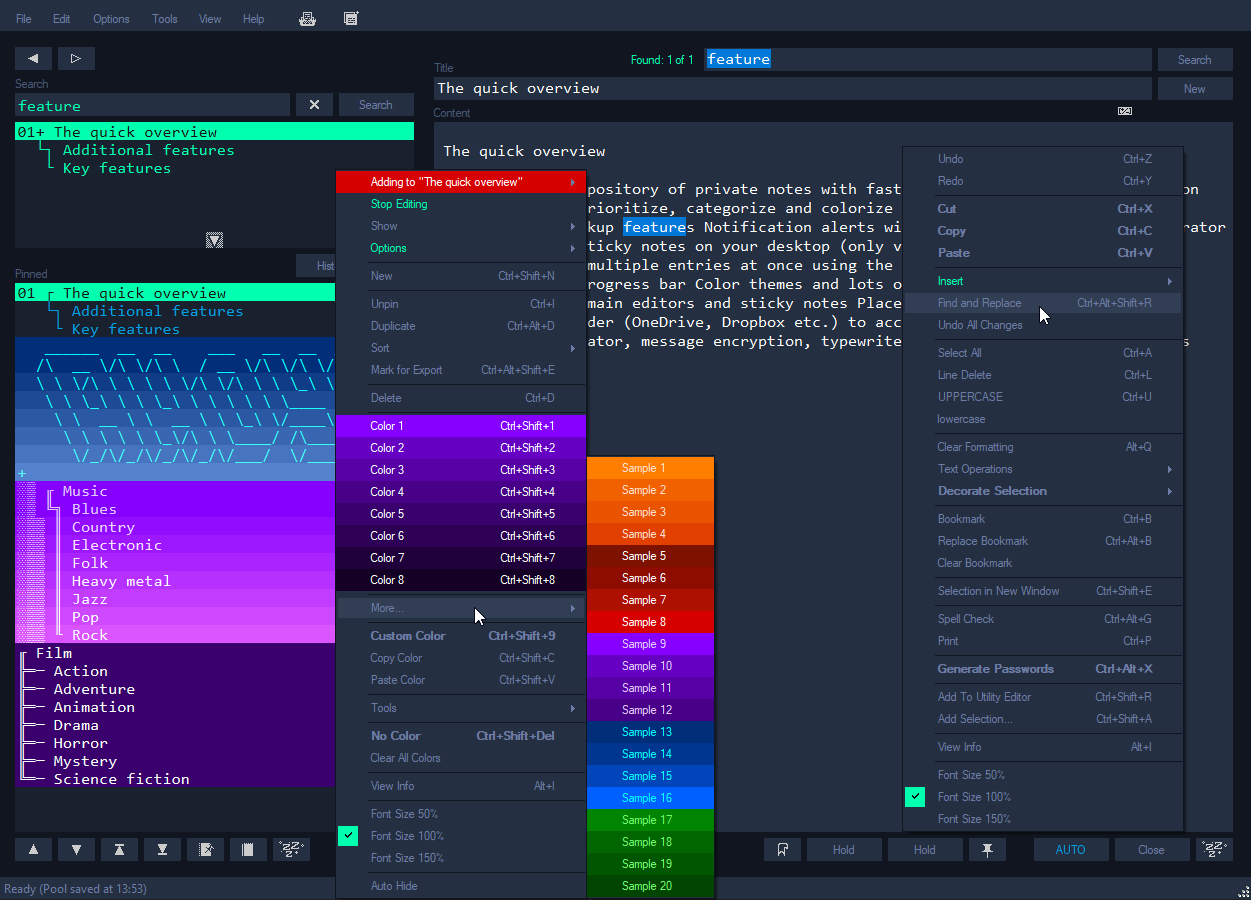 File Edit Options Tools View Help
Found: 1 of 1 feature Search
Title
The quick overview New
Search
feature Search
Content
01+ The quick overview
Additional features
Key features
Pinned Hist
01 The quick overview
Additional features
Key features
+
Music
Blues
Country
Electronic
Folk
Heavy metal
Jazz
Pop
Rock
Film
Action
Adventure
Animation
Drama
Horror
Mystery
Science fiction
The quick overview
pository of private notes with fast on
rioritize, categorize and colorize
kup features Notification alerts wi rator
ticky notes on your desktop (only v
multiple entries at once using the
rogress bar Color themes and lots o
main editors and sticky notes Place
der (OneDrive, Dropbox etc.) to acc
ator, message encryption, typewrite s
Adding to "The quick overview"
Stop Editing
Show
Options
New Ctrl+Shift+N
Unpin Ctrl+I
Duplicate Ctrl+Alt+D
Sort
Mark for Export Ctrl+Alt+Shift+E
Delete Ctrl+D
Color 1 Ctrl+Shift+1
Color 2 Ctrl+Shift+2
Color 3 Ctrl+Shift+3
Color 4 Ctrl+Shift+4
Color 5 Ctrl+Shift+5
Color 6 Ctrl+Shift+6
Color 7 Ctrl+Shift+7
Color 8 Ctrl+Shift+8
More...
Custom Color Ctrl+Shift+9
Copy Color Ctrl+Shift+C
Paste Color Ctrl+Shift+V
Tools
No Color Ctrl+Shift+Del
Clear All Colors
View Info Alt+I
Font Size 50%
Font Size 100%
Font Size 150%
Auto Hide
Sample 1
Sample 2
Sample 3
Sample 4
Sample 5
Sample 6
Sample 7
Sample 8
Sample 9
Sample 10
Sample 11
Sample 12
Sample 13
Sample 14
Sample 15
Sample 16
Sample 17
Sample 18
Sample 19
Sample 20
Undo Ctrl+Z
Redo Ctrl+Y
Cut Ctrl+X
Copy Ctrl+C
Paste Ctrl+V
Insert
Find and Replace Ctrl+Alt+Shift+R
Undo All Changes
Select All Ctrl+A
Line Delete Ctrl+L
UPPERCASE Ctrl+U
lowercase
Clear Formatting Alt+Q
Text Operations
Decorate Selection
Bookmark Ctrl+B
Replace Bookmark Ctrl+Alt+B
Clear Bookmark
Selection in New Window Ctrl+Shift+E
Spell Check Ctrl+Alt+G
Print Ctrl+P
Generate Passwords Ctrl+Alt+X
Add To Utility Editor Ctrl+Shift+R
Add Selection... Ctrl+Shift+A
View Info Alt+I
Font Size 50%
Font Size 100%
Font Size 150%
Hold Hold AUTO Close
Ready (Pool saved at 13:53)